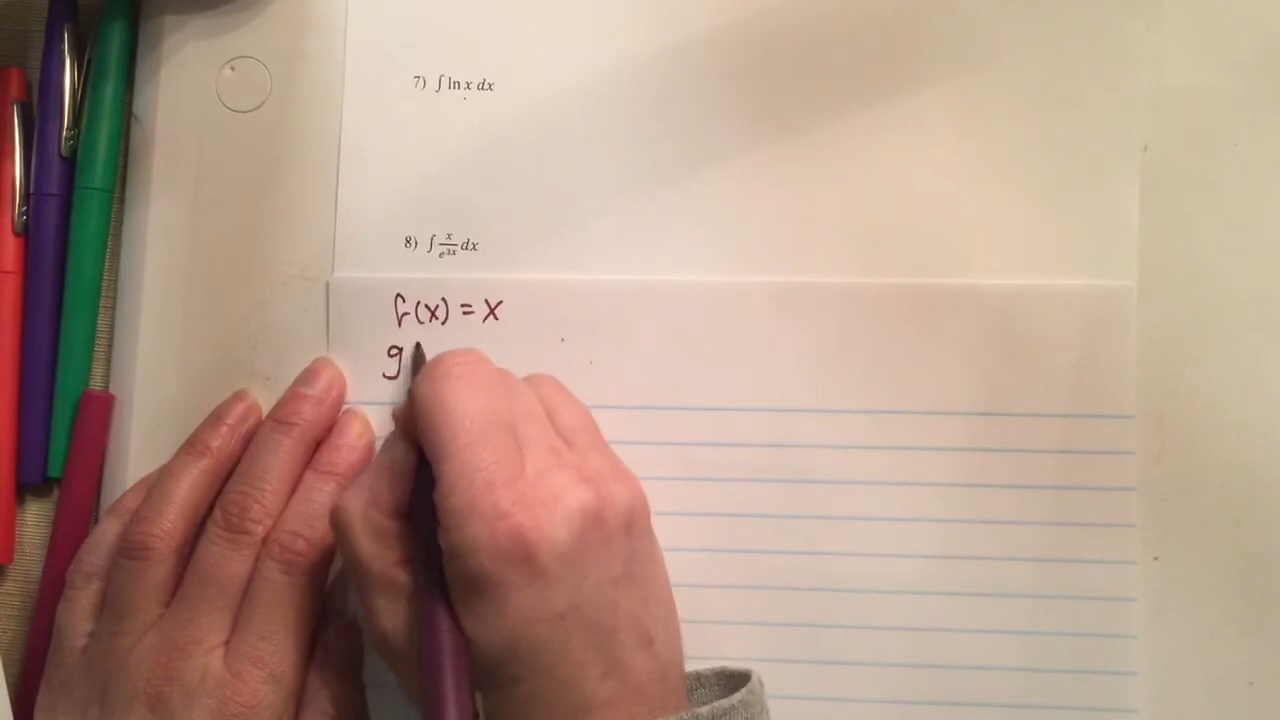 7) ∫ ln x dx
8) ∫ x/e^{3x} dx
f(x) = x
g